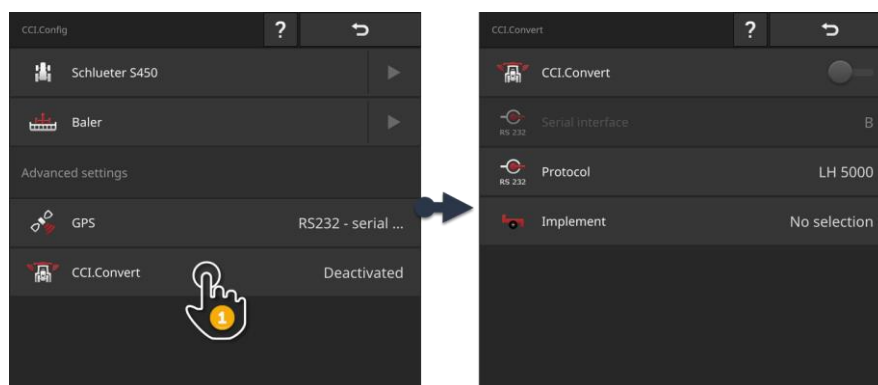 CCI.Config
?
Schlueter S450
Baler
Advanced settings
GPS RS232 - serial ...
CCI.Convert Deactivated
1
CCI.Convert
?
CCI.Convert
RS 232 Serial interface B
RS 232 Protocol LH 5000
Implement No selection